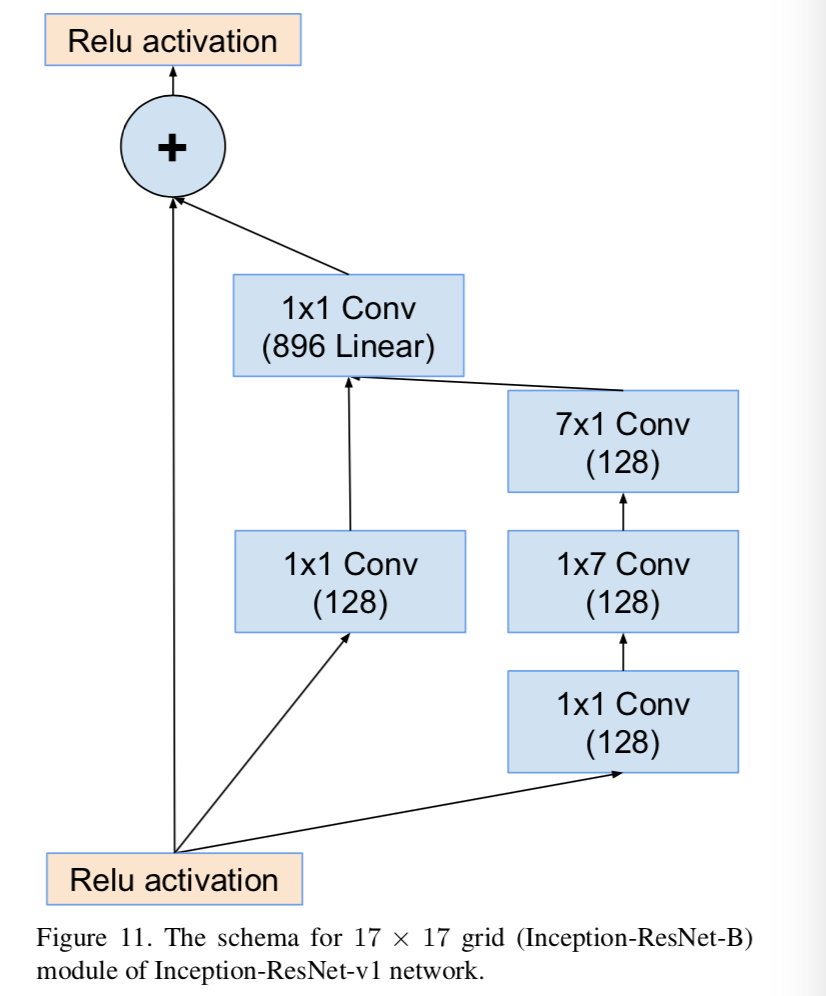 Relu activation
+
1x1 Conv
(896 Linear)
7x1 Conv
(128)
1x1 Conv
(128)
1x7 Conv
(128)
1x1 Conv
(128)
Relu activation
Figure 11. The schema for 17 × 17 grid (Inception-ResNet-B)
module of Inception-ResNet-v1 network.